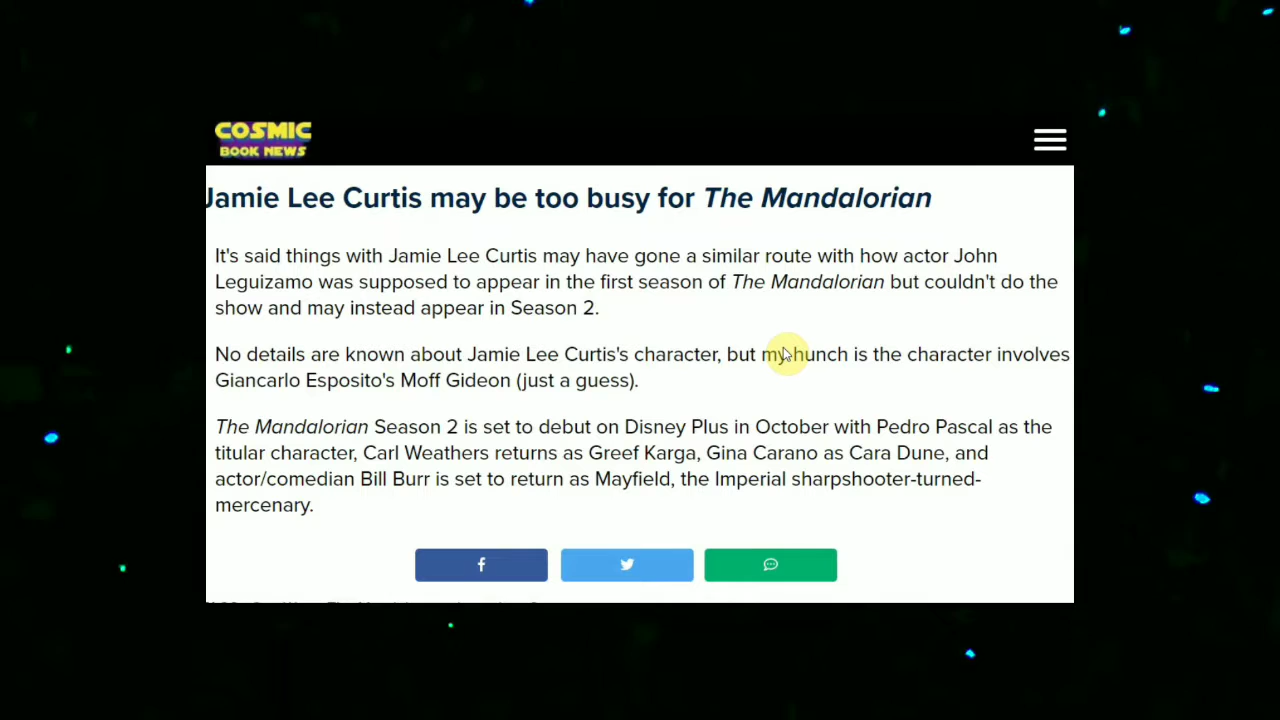 COSMIC
BOOK NEWS
Jamie Lee Curtis may be too busy for The Mandalorian
It's said things with Jamie Lee Curtis may have gone a similar route with how actor John
Leguizamo was supposed to appear in the first season of The Mandalorian but couldn't do the
show and may instead appear in Season 2.
No details are known about Jamie Lee Curtis's character, but my hunch is the character involves
Giancarlo Esposito's Moff Gideon (just a guess).
The Mandalorian Season 2 is set to debut on Disney Plus in October with Pedro Pascal as the
titular character, Carl Weathers returns as Greef Karga, Gina Carano as Cara Dune, and
actor/comedian Bill Burr is set to return as Mayfield, the Imperial sharpshooter-turned-
mercenary.